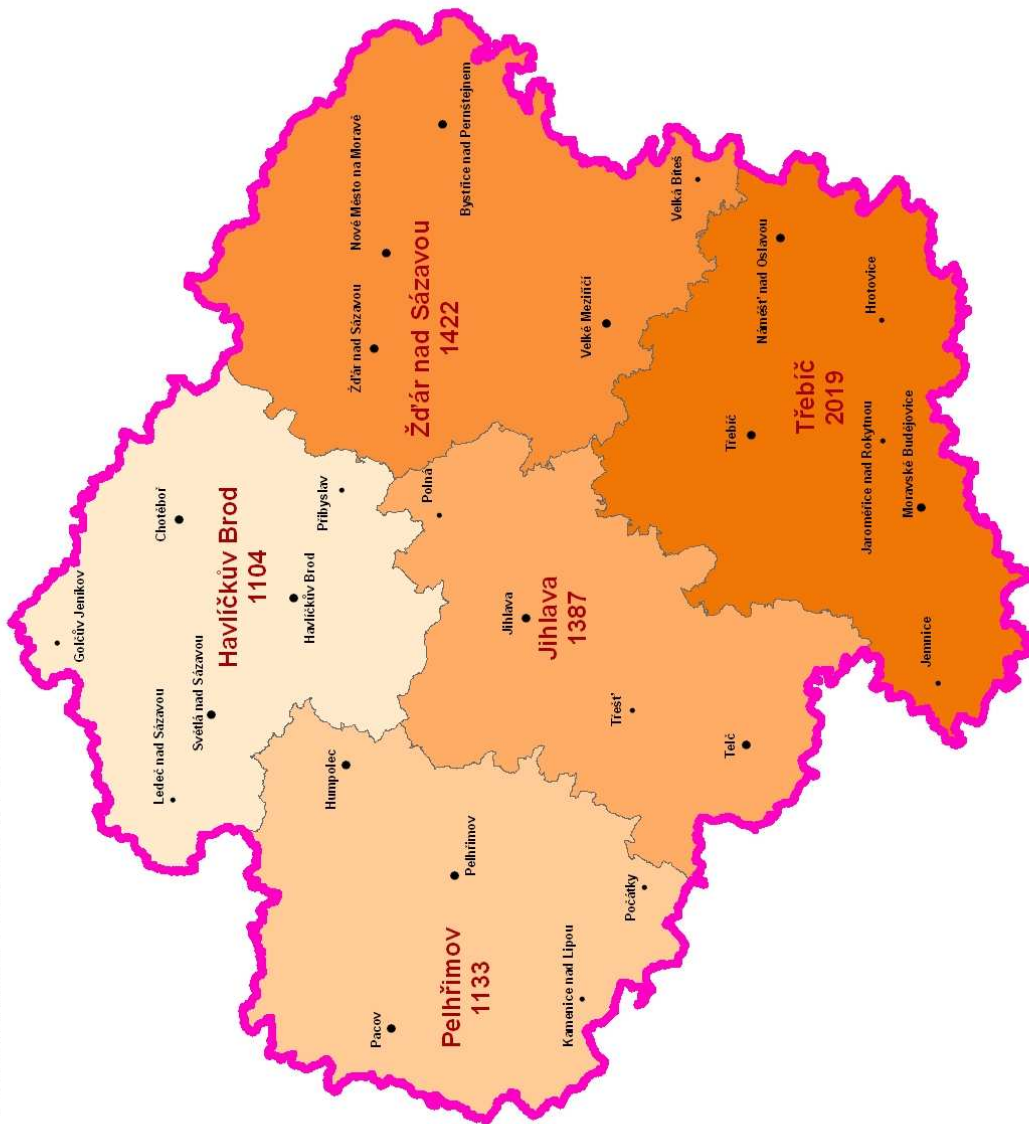 Golčův Jeníkov
Ledeč nad Sázavou
Chotěboř
Světlá nad Sázavou
Havlíčkův Brod
1104
Havlíčkův Brod
Přibyslav
Humpolec
Žďár nad Sázavou
Nové Město na Moravě
Pacov
Žďár nad Sázavou
1422
Polná
Pelhřimov
1133
Bystřice nad Pernštejnem
Pelhřimov
Jihlava
Jihlava
1387
Kamenice nad Lipou
Velké Meziříčí
Třešť
Počátky
Velká Bíteš
Telč
Třebíč
Náměšť nad Oslavou
Třebíč
2019
Jaroměřice nad Rokytnou
Hrotovice
Moravské Budějovice
Jemnice